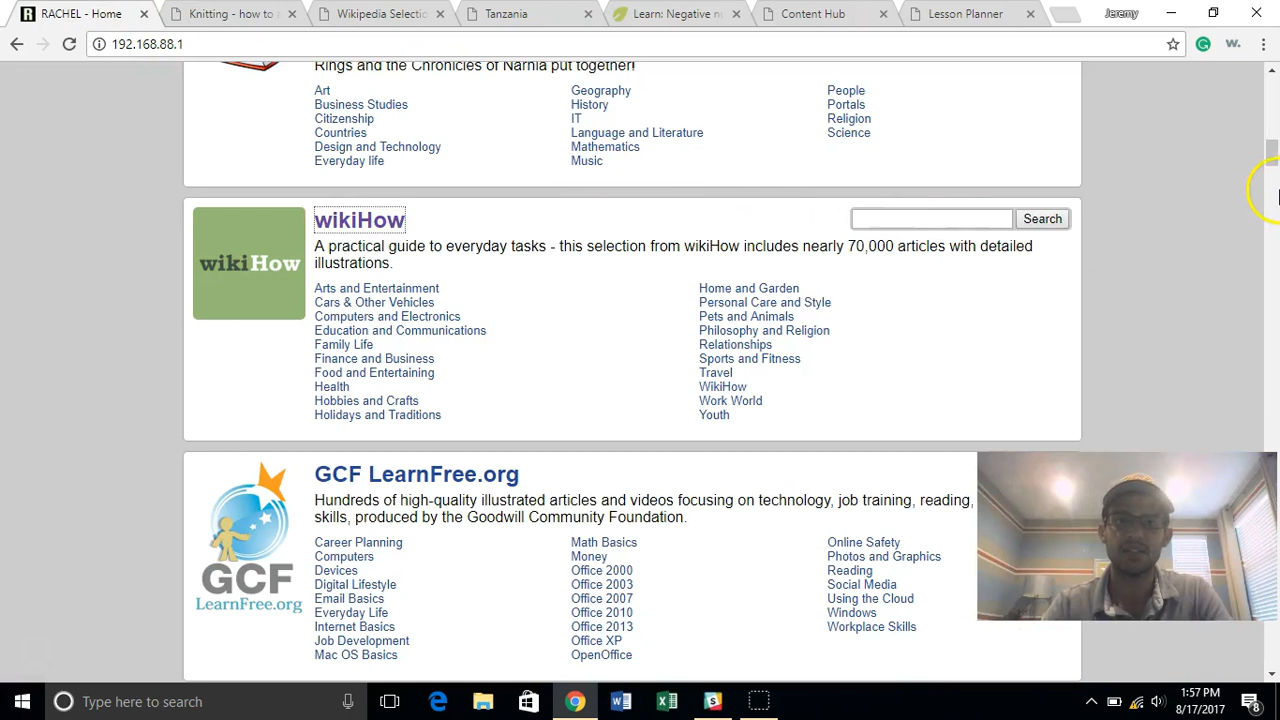 RACHEL - Home
Knitting - how to a
Wikipedia Selectio
Tanzania
Learn: Negative n
Content Hub
Lesson Planner
Jeremy
192.168.88.1
Rings and the Chronicles of Narnia put together!
Art
Business Studies
Citizenship
Countries
Design and Technology
Everyday life
Geography
History
IT
Language and Literature
Mathematics
Music
People
Portals
Religion
Science
wikiHow
wikiHow
Search
A practical guide to everyday tasks - this selection from wikiHow includes nearly 70,000 articles with detailed
illustrations.
Arts and Entertainment
Cars & Other Vehicles
Computers and Electronics
Education and Communications
Family Life
Finance and Business
Food and Entertaining
Health
Hobbies and Crafts
Holidays and Traditions
Home and Garden
Personal Care and Style
Pets and Animals
Philosophy and Religion
Relationships
Sports and Fitness
Travel
WikiHow
Work World
Youth
GCF
LearnFree.org
GCF LearnFree.org
Hundreds of high-quality illustrated articles and videos focusing on technology, job training, reading,
skills, produced by the Goodwill Community Foundation.
Career Planning
Computers
Devices
Digital Lifestyle
Email Basics
Everyday Life
Internet Basics
Job Development
Mac OS Basics
Math Basics
Money
Office 2000
Office 2003
Office 2007
Office 2010
Office 2013
Office XP
OpenOffice
Online Safety
Photos and Graphics
Reading
Social Media
Using the Cloud
Windows
Workplace Skills
Type here to search
1:57 PM
8/17/2017
8